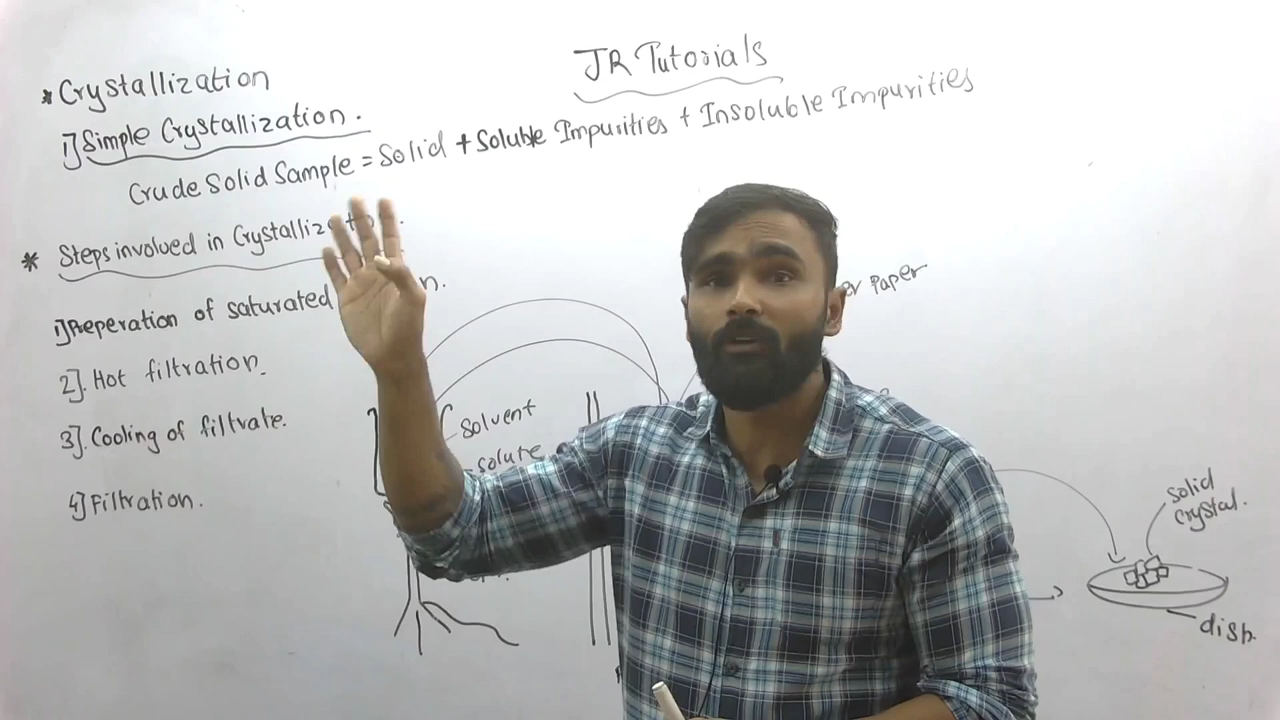 JR Tutorials
* Crystallization
1] Simple Crystallization.
Crude Solid Sample = Solid + Soluble Impurities + Insoluble Impurities
* Steps involved in
1] Preperation of saturated
2]. Hot filtration.
3]. Cooling of filtrate.
4] Filtration.
Paper
Solvent
solute
solid
Crystal.
dish.